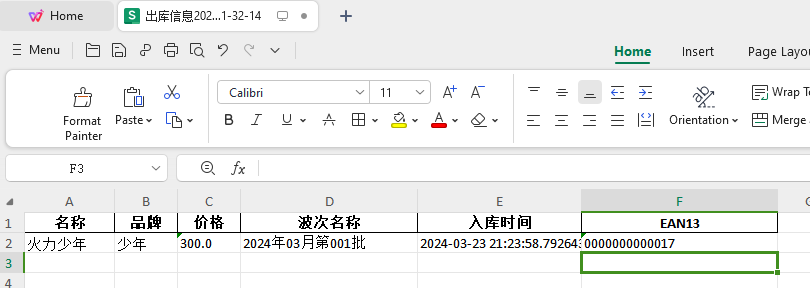 Home
出库信息202...1-32-14
Menu
Home
Insert
Page Layou
Format
Painter
Paste
Calibri
11
A+
A-
B
I
U
A
Orientation
Wrap To
Merge a
F3
fx
A
B
C
D
E
F
1
名称
品牌
价格
波次名称
入库时间
EAN13
2
火力少年
少年
300.0
2024年03月第001批
2024-03-23 21:23:58.79264
0000000000017
3